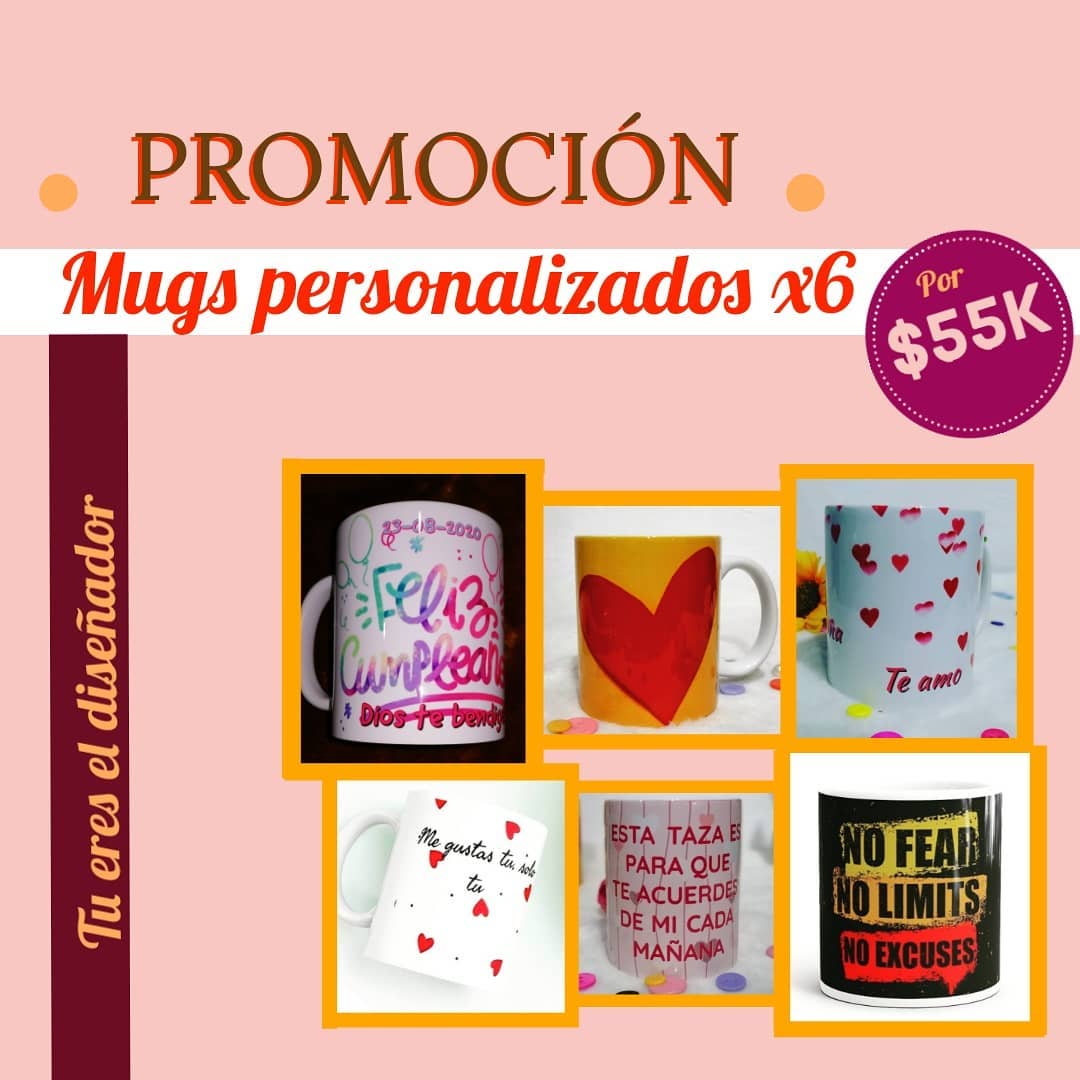 PROMOCIÓN
Mugs personalizados x6
Por
$55K
Tu eres el diseñador
23-08-2020
Feliz
Cumpleañ
Dios te bendig
Te amo
Me gustas tu, solo
tu
ESTA TAZA ES
PARA QUE
TE ACUERDES
DE MI CADA
MAÑANA
NO FEAR
NO LIMITS
NO EXCUSES